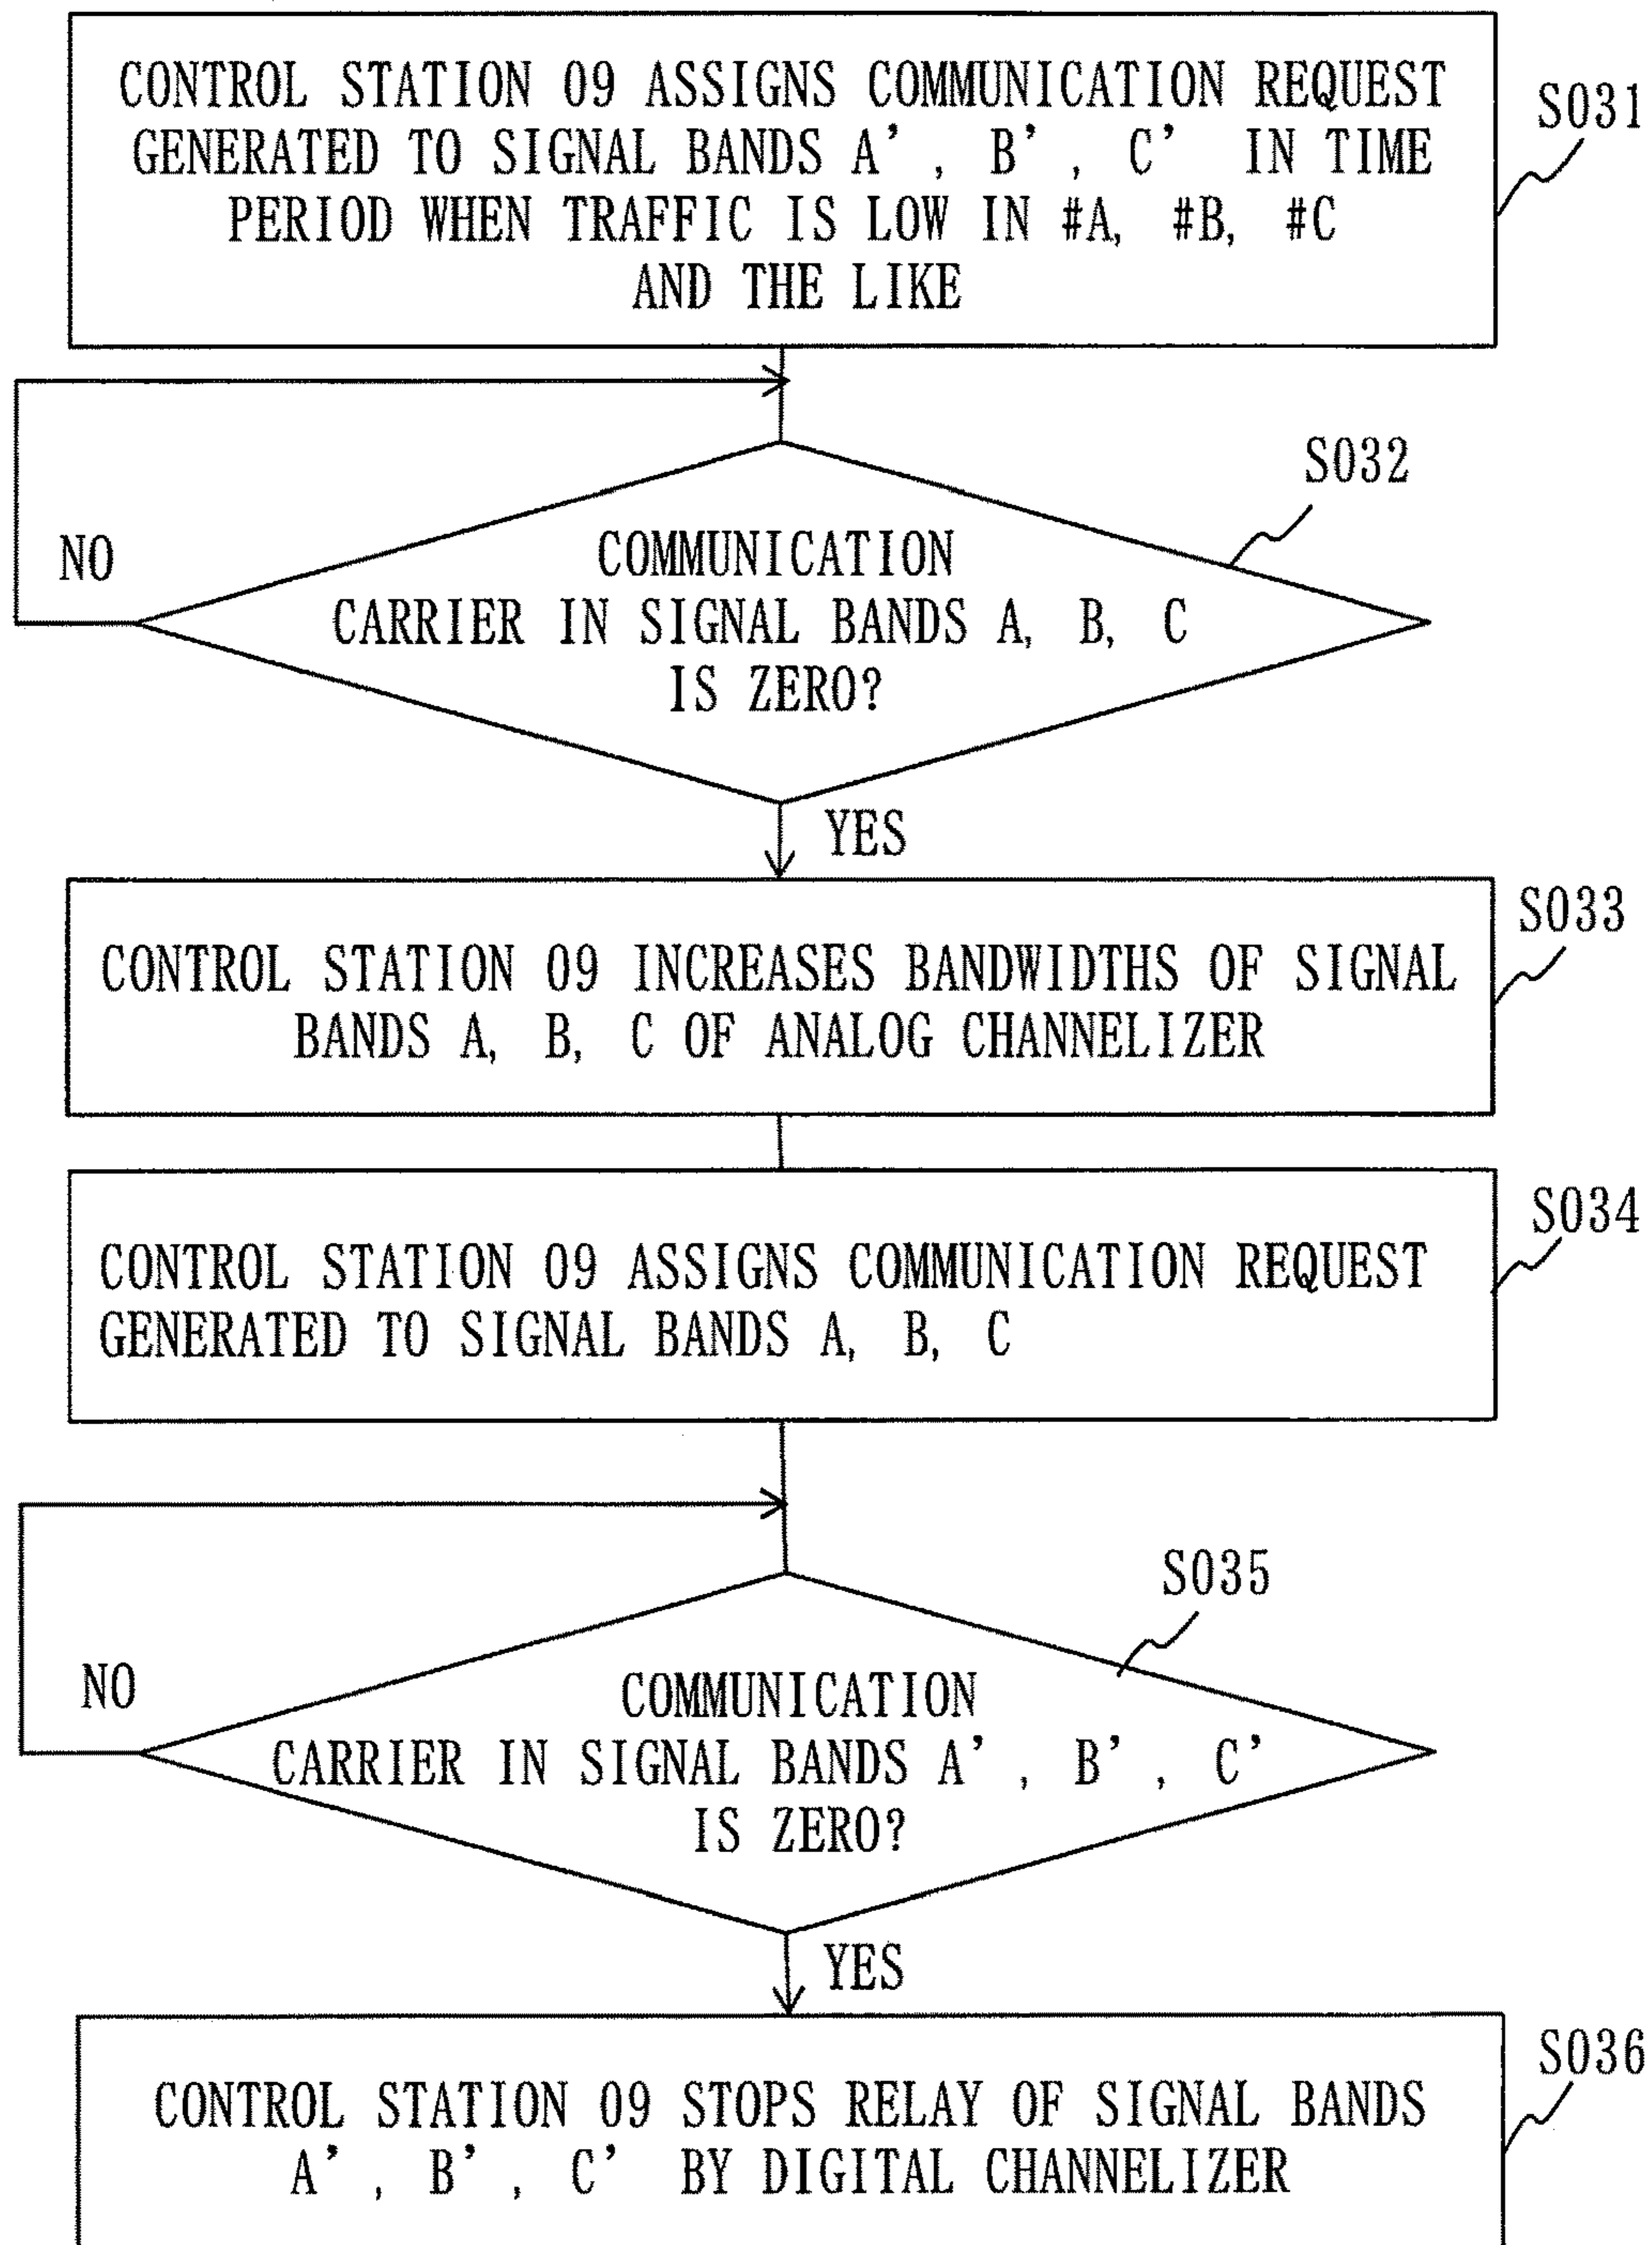 CONTROL STATION 09 ASSIGNS COMMUNICATION REQUEST
GENERATED TO SIGNAL BANDS A', B', C' IN TIME
PERIOD WHEN TRAFFIC IS LOW IN #A, #B, #C
AND THE LIKE
S031
S032
NO
COMMUNICATION
CARRIER IN SIGNAL BANDS A, B, C
IS ZERO?
YES
S033
CONTROL STATION 09 INCREASES BANDWIDTHS OF SIGNAL
BANDS A, B, C OF ANALOG CHANNELIZER
S034
CONTROL STATION 09 ASSIGNS COMMUNICATION REQUEST
GENERATED TO SIGNAL BANDS A, B, C
S035
NO
COMMUNICATION
CARRIER IN SIGNAL BANDS A', B', C'
IS ZERO?
YES
S036
CONTROL STATION 09 STOPS RELAY OF SIGNAL BANDS
A', B', C' BY DIGITAL CHANNELIZER